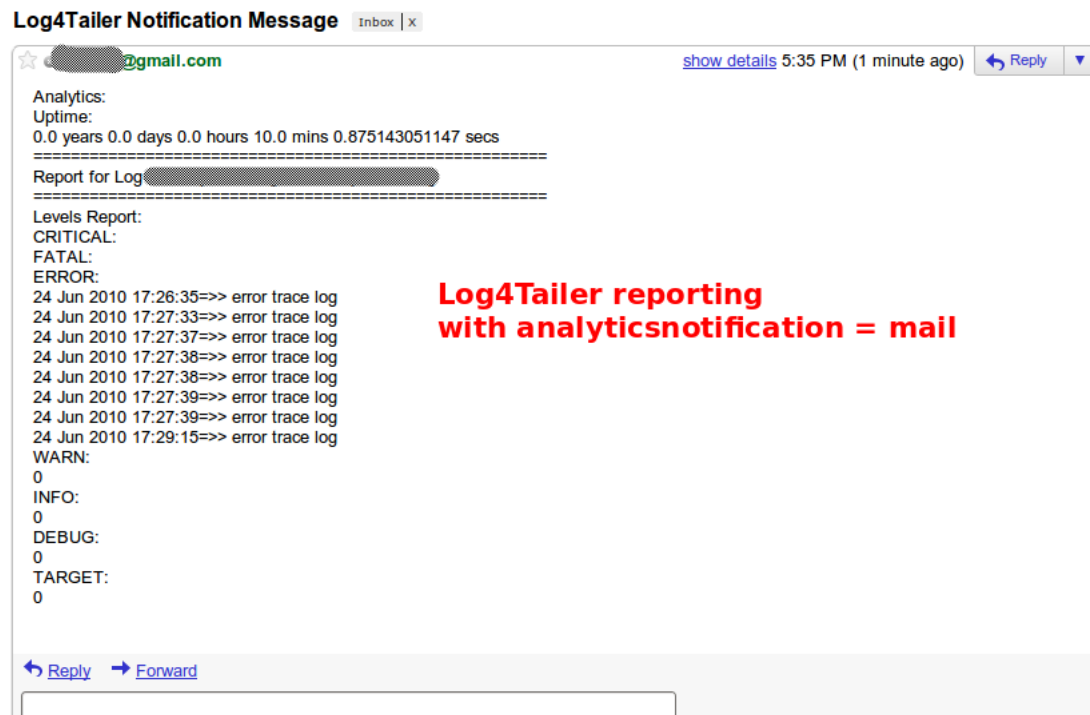 Log4Tailer Notification Message Inbox | X
@gmail.com show details 5:35 PM (1 minute ago) Reply
Analytics:
Uptime:
0.0 years 0.0 days 0.0 hours 10.0 mins 0.875143051147 secs
=======================================================
Report for Log
=======================================================
Levels Report:
CRITICAL:
FATAL:
ERROR:
24 Jun 2010 17:26:35=>> error trace log
24 Jun 2010 17:27:33=>> error trace log
24 Jun 2010 17:27:37=>> error trace log
24 Jun 2010 17:27:38=>> error trace log
24 Jun 2010 17:27:38=>> error trace log
24 Jun 2010 17:27:39=>> error trace log
24 Jun 2010 17:27:39=>> error trace log
24 Jun 2010 17:29:15=>> error trace log
WARN:
0
INFO:
0
DEBUG:
0
TARGET:
0
Log4Tailer reporting
with analyticsnotification = mail
Reply Forward